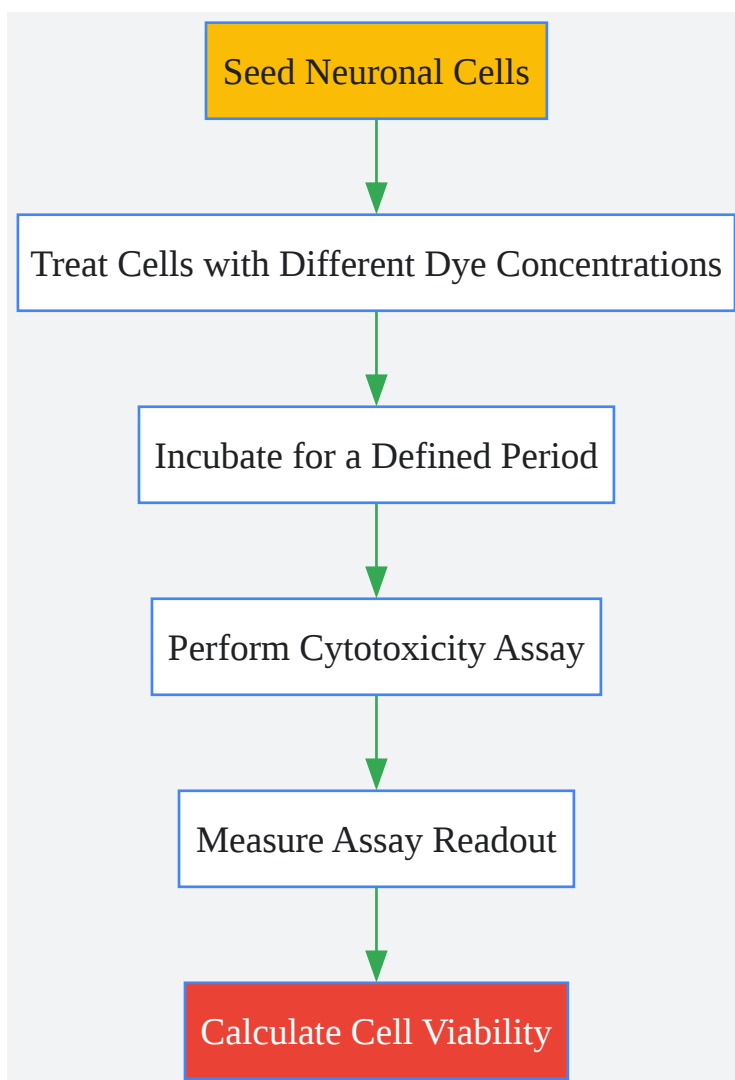 Seed Neuronal Cells
Treat Cells with Different Dye Concentrations
Incubate for a Defined Period
Perform Cytotoxicity Assay
Measure Assay Readout
Calculate Cell Viability